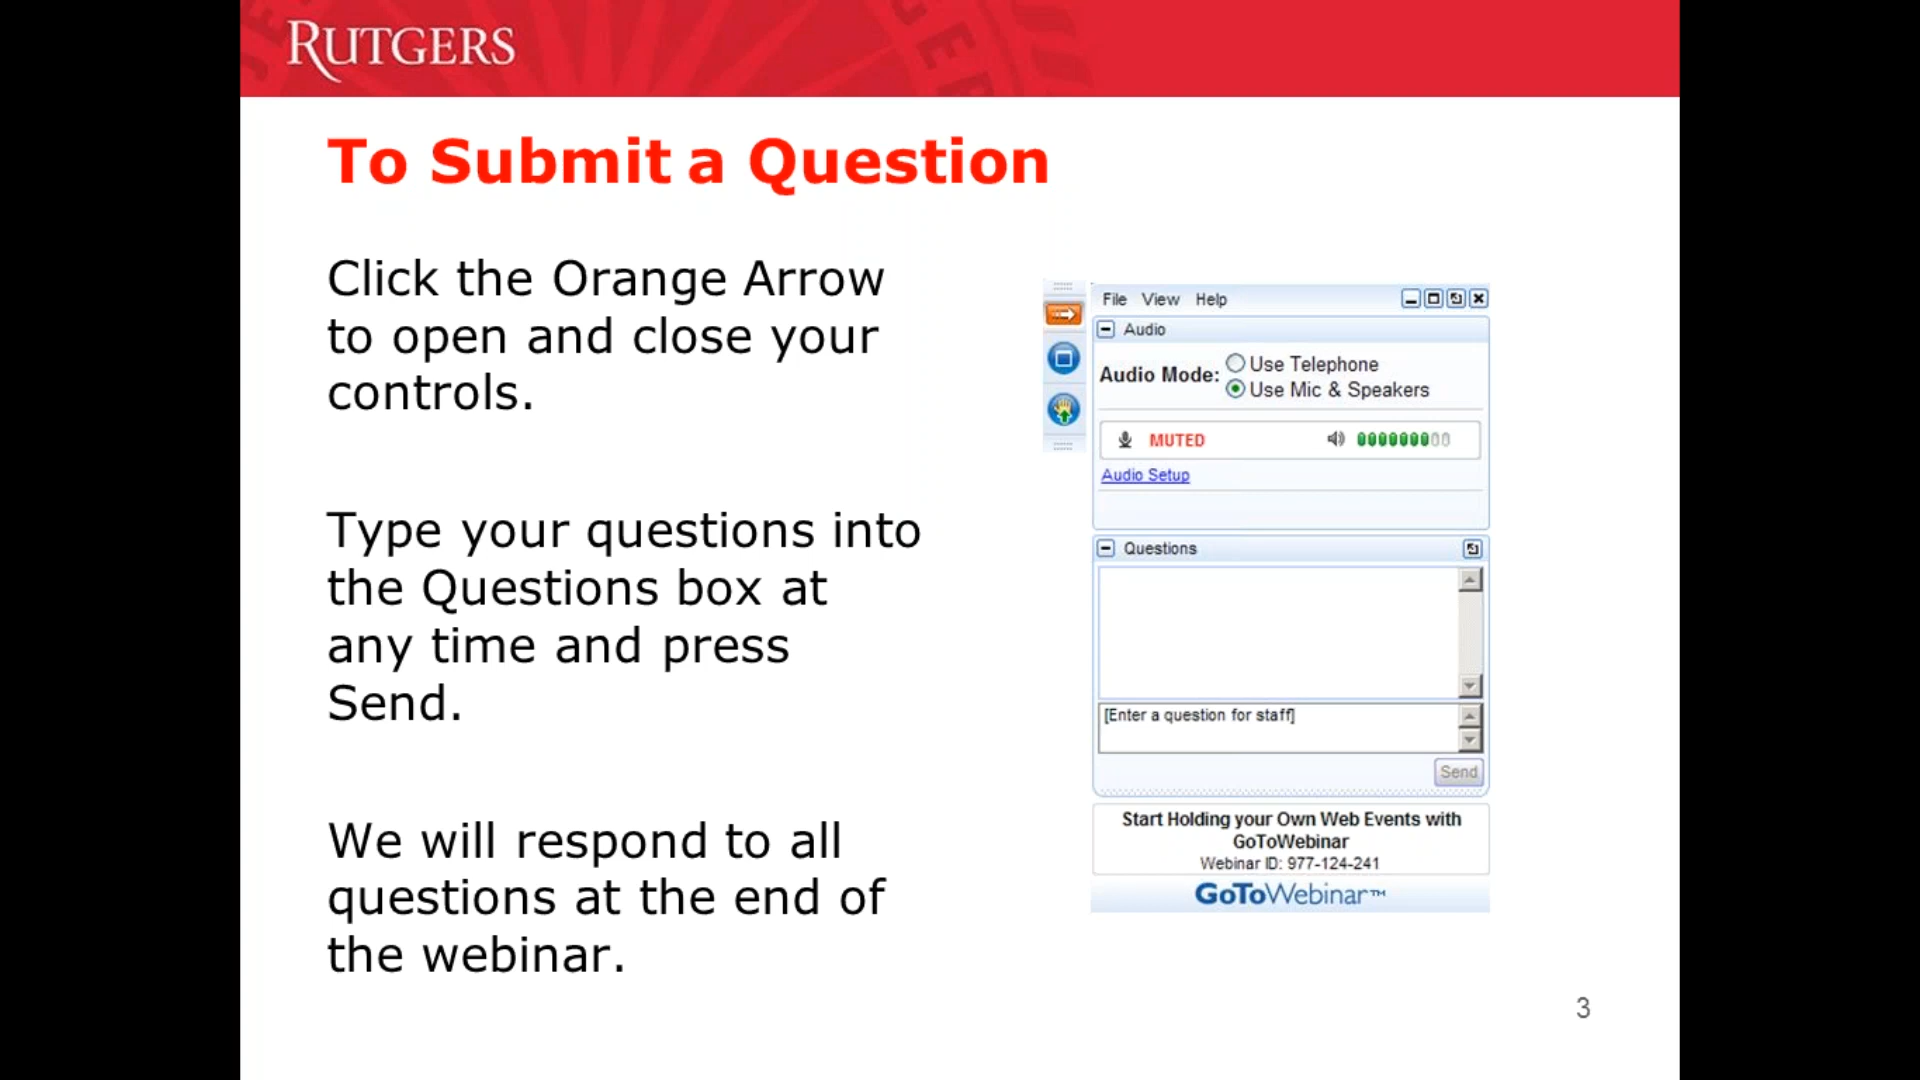 RUTGERS
To Submit a Question
Click the Orange Arrow
to open and close your
controls.
Type your questions into
the Questions box at
any time and press
Send.
We will respond to all
questions at the end of
the webinar.
File View Help
Audio
Audio Mode:
Use Telephone
Use Mic & Speakers
MUTED
Audio Setup
Questions
[Enter a question for staff]
Send
Start Holding your Own Web Events with
GoToWebinar
Webinar ID: 977-124-241
GoToWebinar™
3